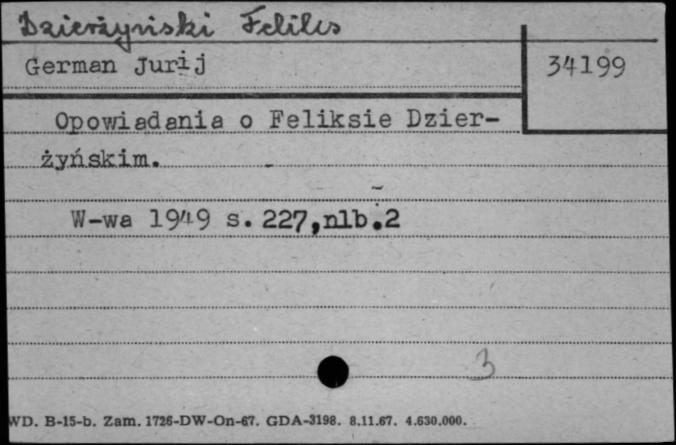 Dzierżyński Feliks
German Jurij
34199
Opowiadania o Feliksie Dzier-
żyńskim.
W-wa 1949 s. 227,nlb.2
3
WD. B-15-b. Zam. 1726-DW-On-67. GDA-3198. 8.11.67. 4.630.000.